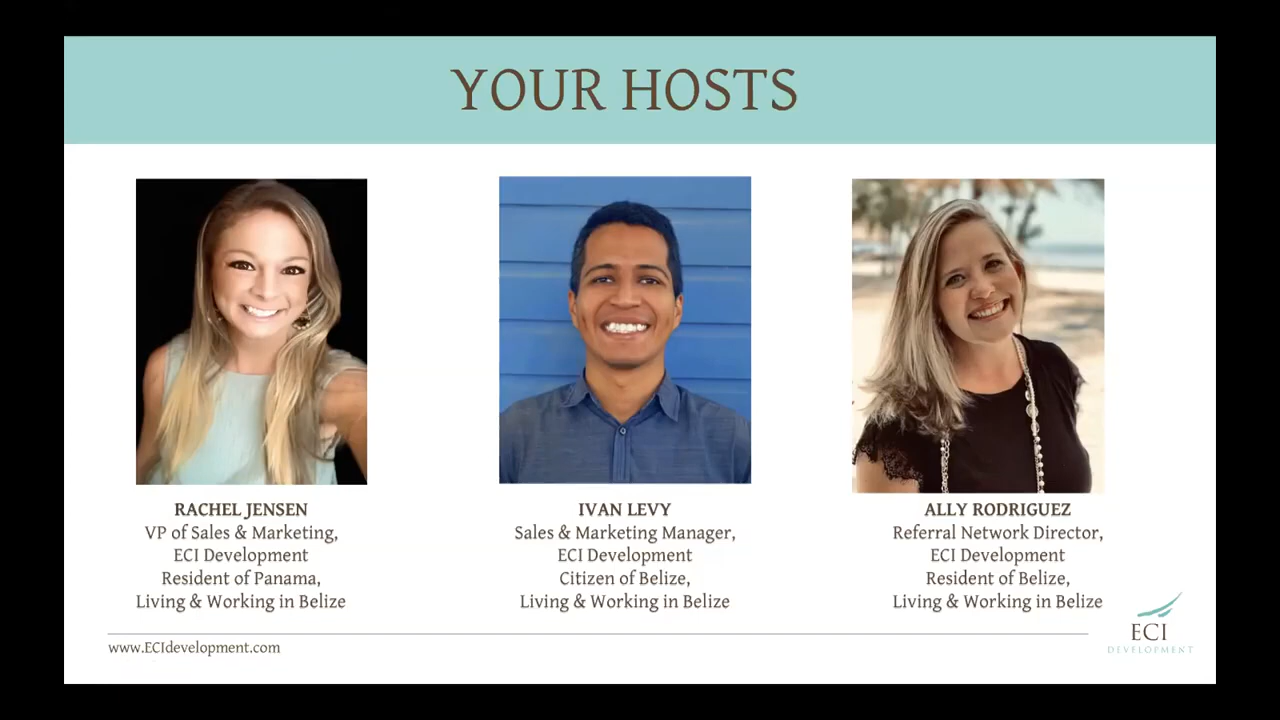 YOUR HOSTS
RACHEL JENSEN
VP of Sales & Marketing,
ECI Development
Resident of Panama,
Living & Working in Belize
IVAN LEVY
Sales & Marketing Manager,
ECI Development
Citizen of Belize,
Living & Working in Belize
ALLY RODRIGUEZ
Referral Network Director,
ECI Development
Resident of Belize,
Living & Working in Belize
www.ECIdevelopment.com
ECI
DEVELOPMENT